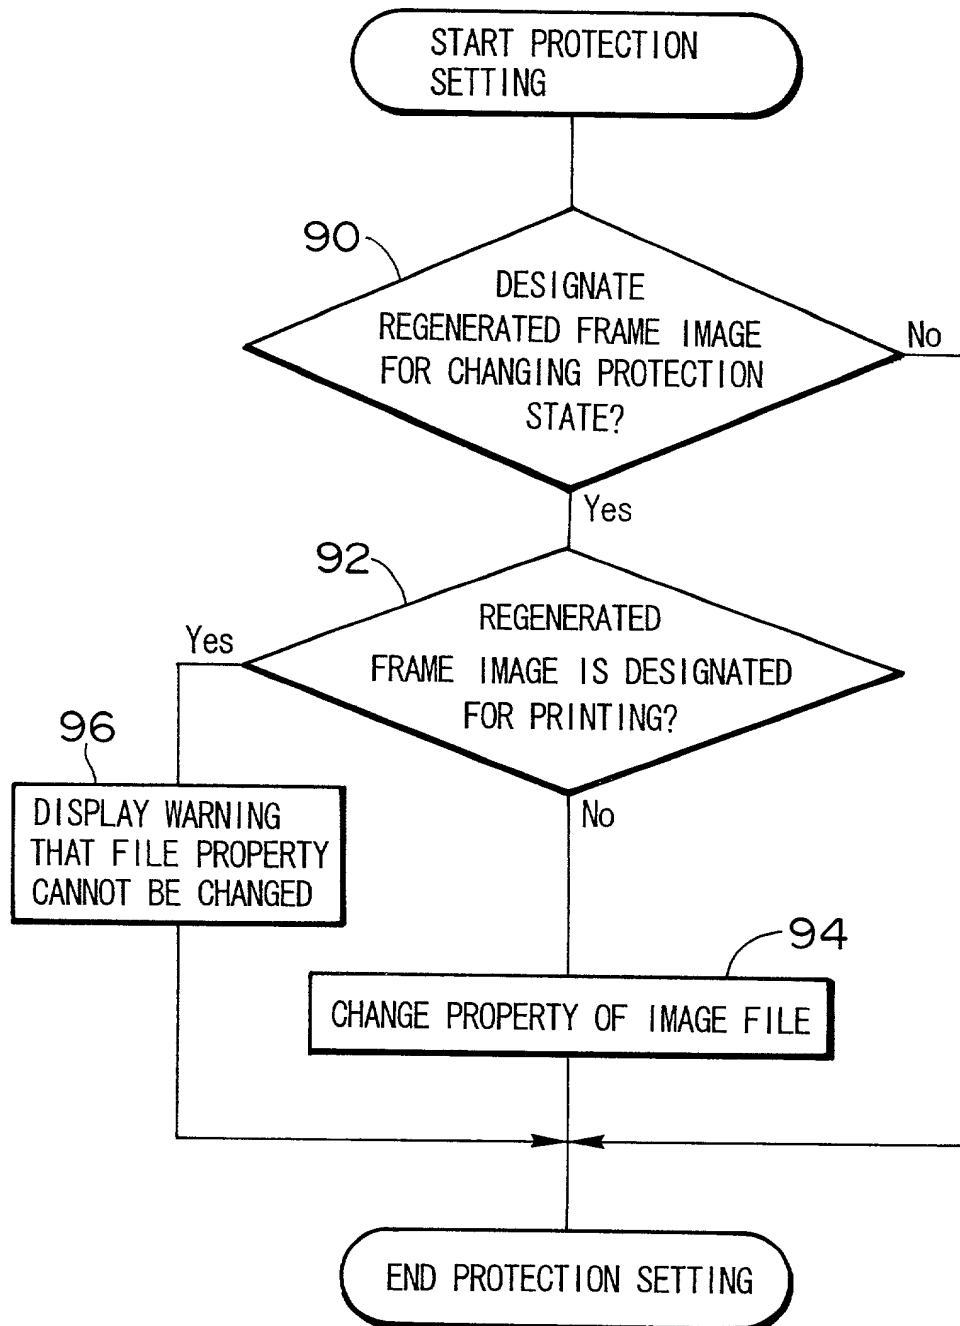 START PROTECTION
SETTING
90
DESIGNATE
REGENERATED FRAME IMAGE
FOR CHANGING PROTECTION
STATE?
No
Yes
92
REGENERATED
FRAME IMAGE IS DESIGNATED
FOR PRINTING?
Yes
No
96
DISPLAY WARNING
THAT FILE PROPERTY
CANNOT BE CHANGED
94
CHANGE PROPERTY OF IMAGE FILE
END PROTECTION SETTING